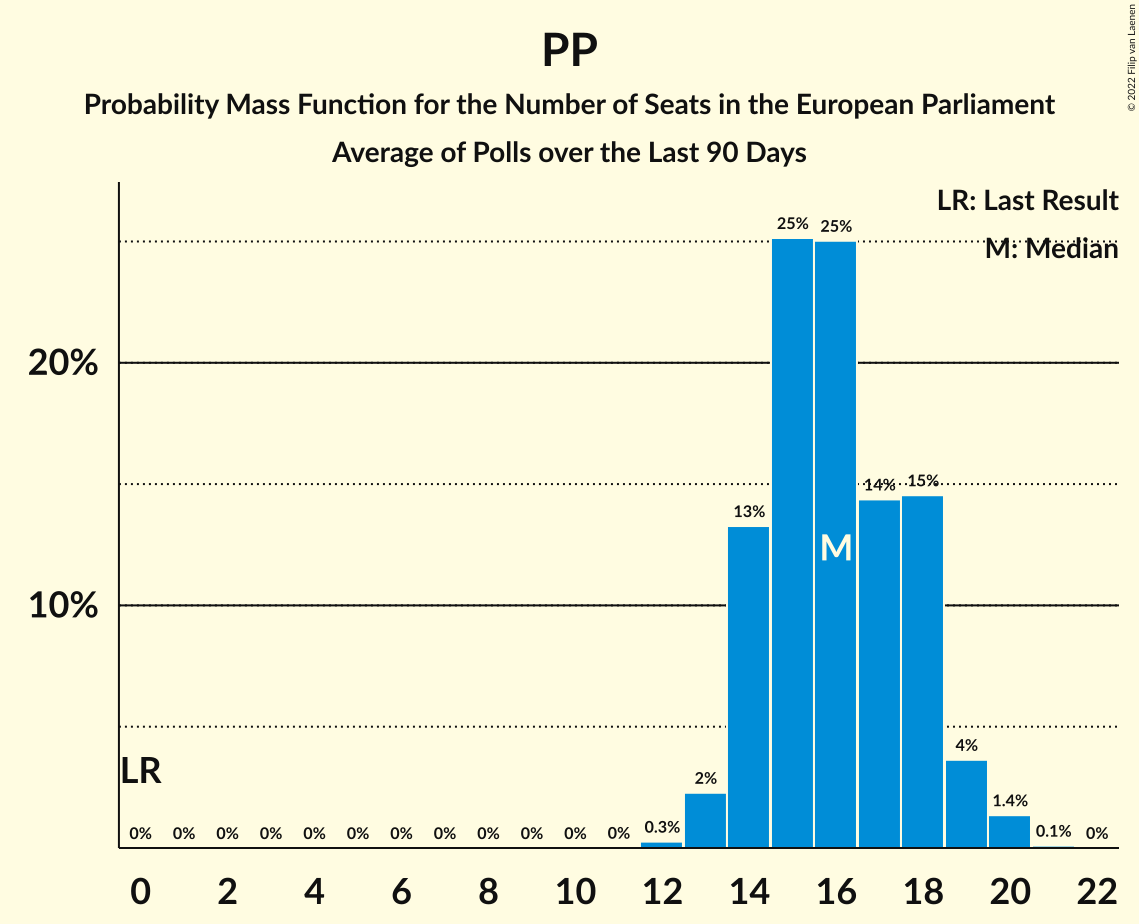 PP
Probability Mass Function for the Number of Seats in the European Parliament
Average of Polls over the Last 90 Days
© 2022 Filip van Laenen
LR: Last Result
M: Median
20%
10%
LR
M
0% 0% 0% 0% 0% 0% 0% 0% 0% 0% 0% 0% 0.3% 2% 13% 25% 25% 14% 15% 4% 1.4% 0.1% 0%
0 2 4 6 8 10 12 14 16 18 20 22